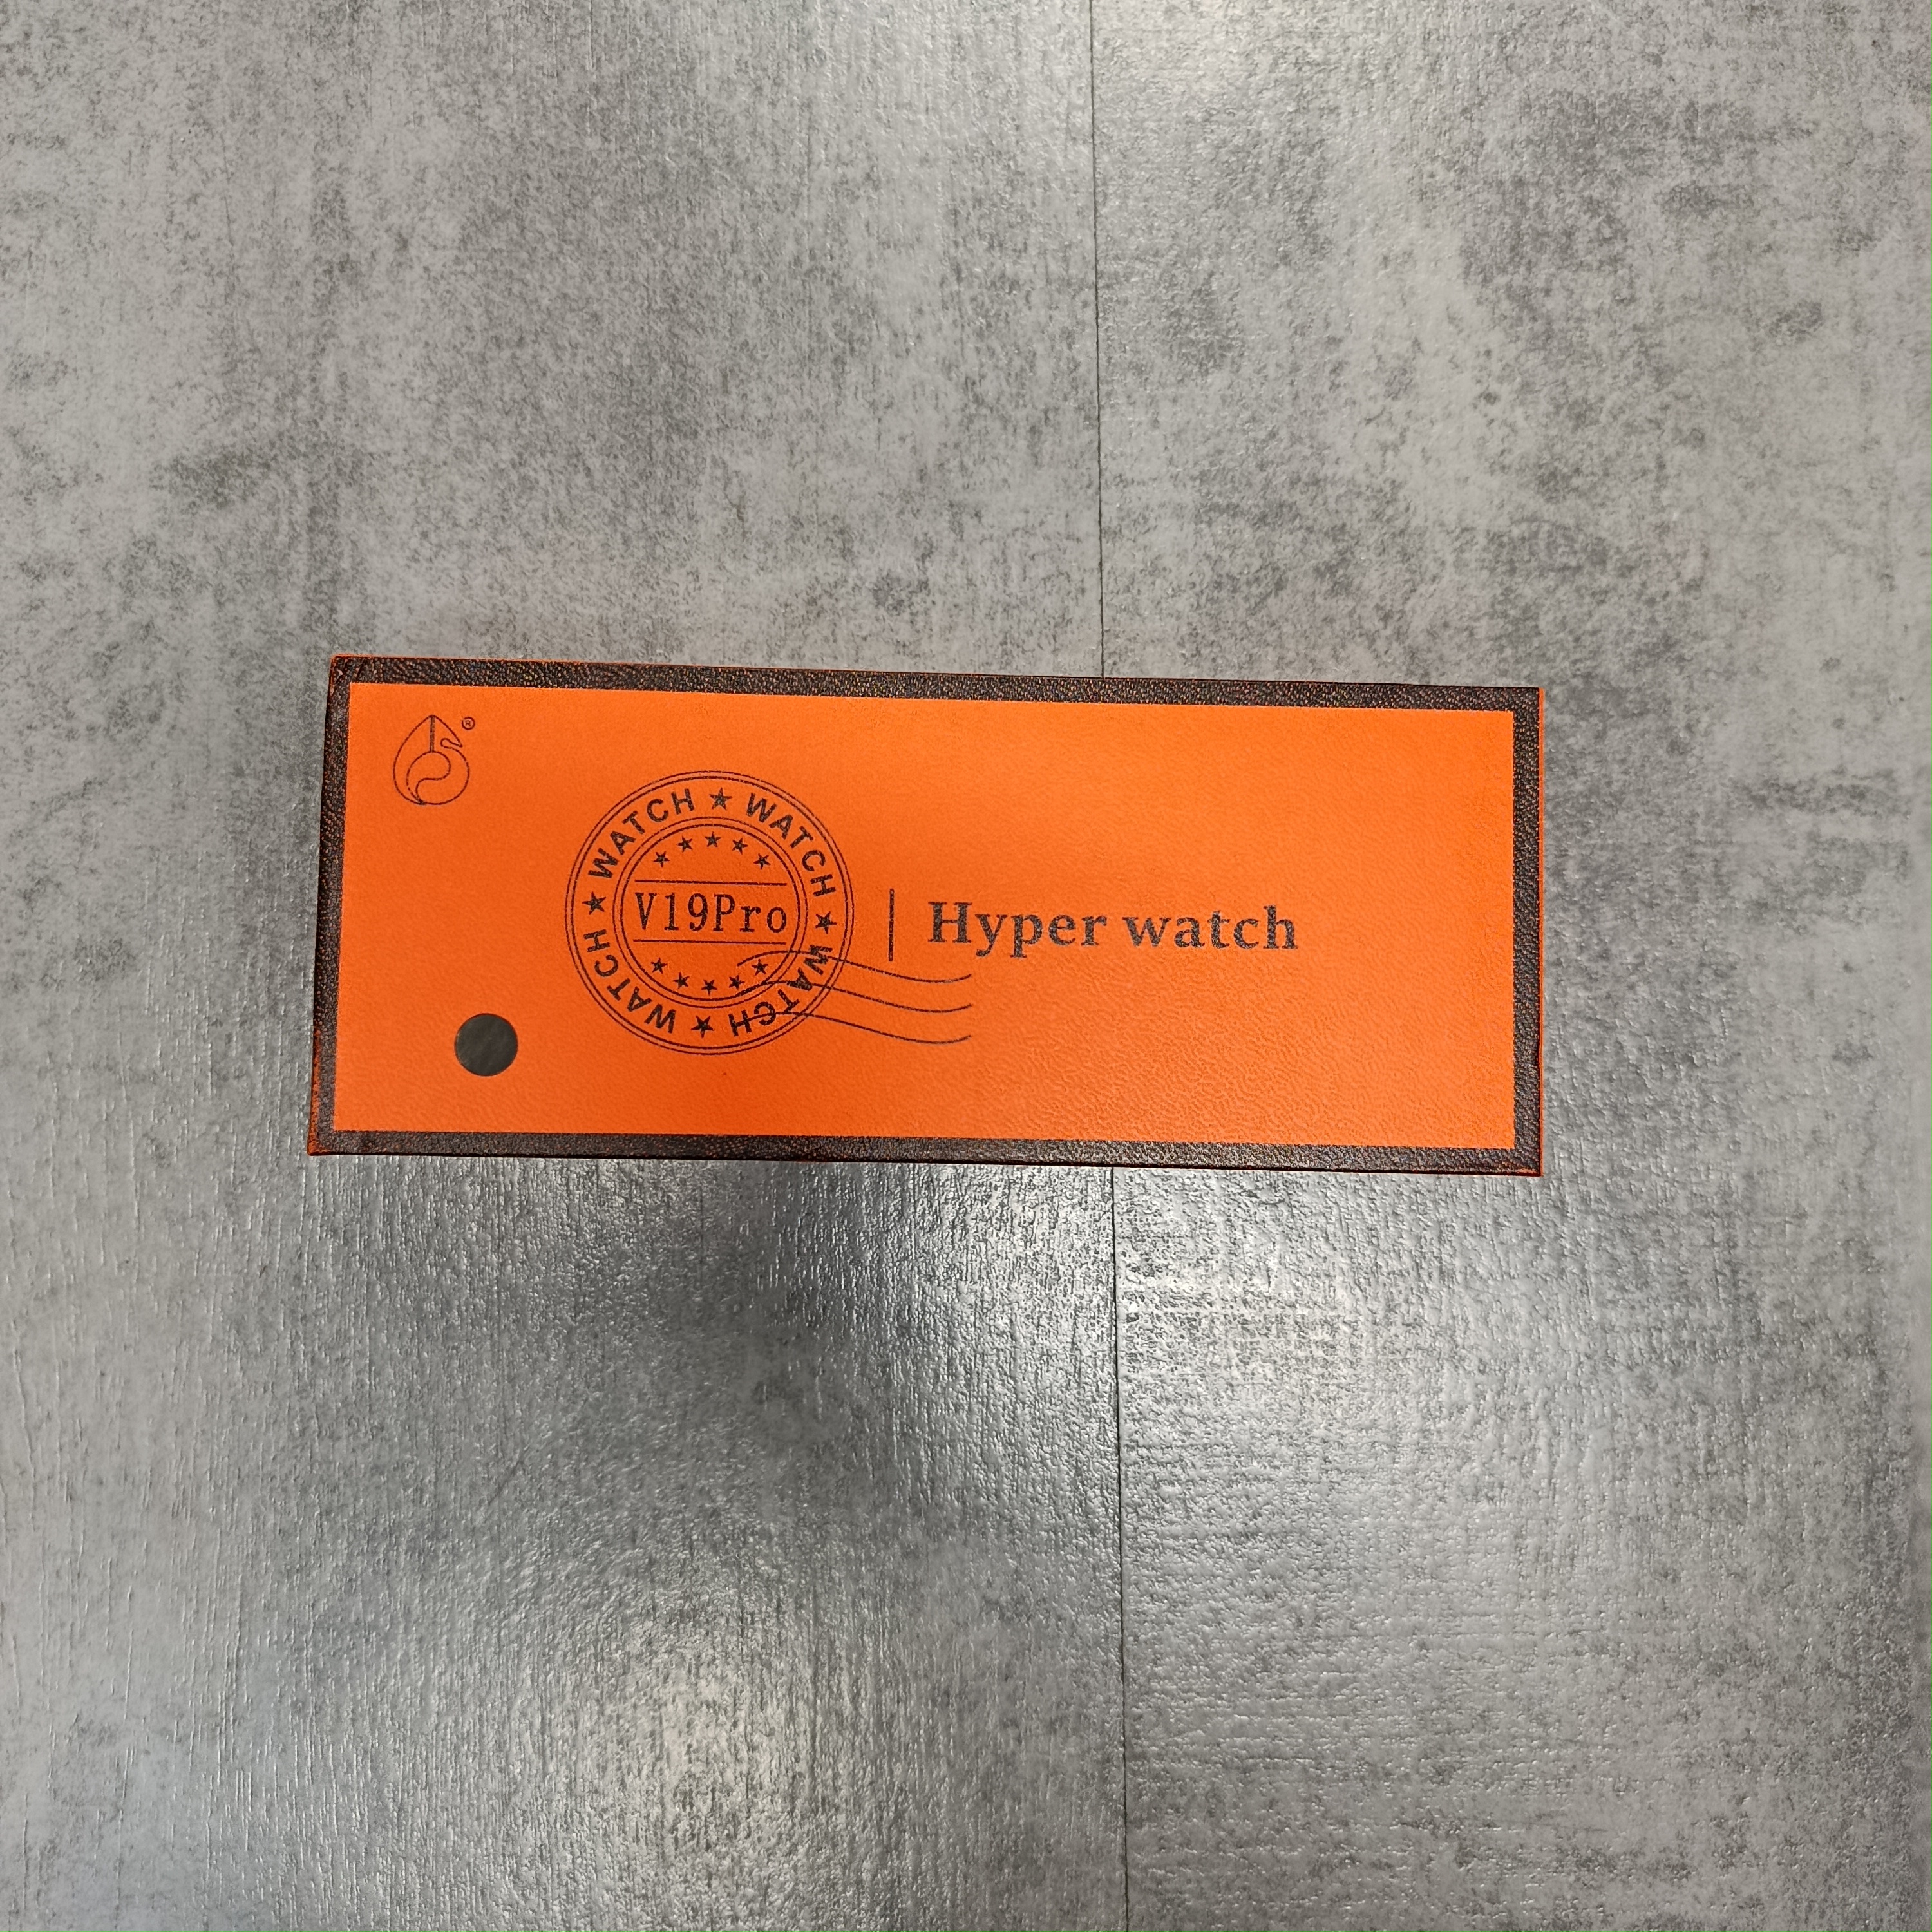 ®
WATCH ★ WATCH ★ WATCH ★ WATCH ★
V19Pro
Hyper watch